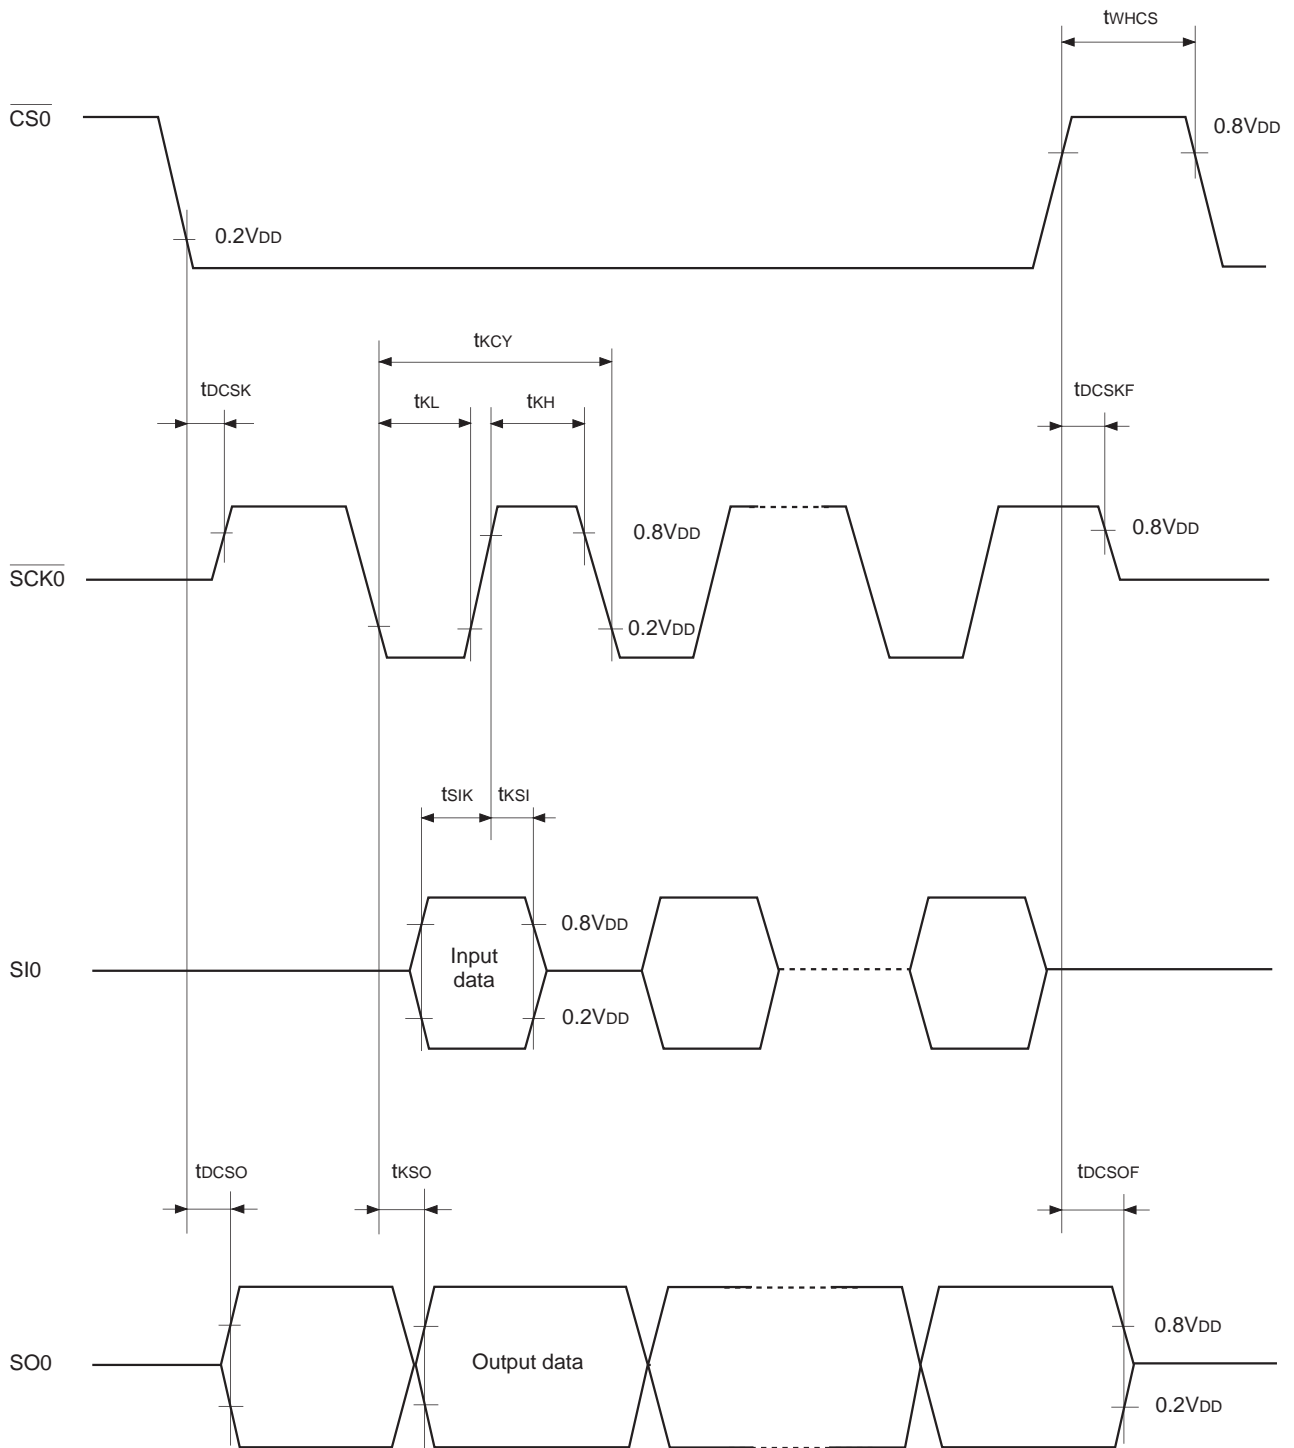 tWHCS
CS0
0.8VDD
0.2VDD
tKCY
tDCSK
tKL
tKH
tDCSKF
0.8VDD
0.8VDD
SCK0
0.2VDD
tSIK
tKSI
0.8VDD
Input
data
SI0
0.2VDD
tDCSO
tKSO
tDCSOF
0.8VDD
SO0
Output data
0.2VDD